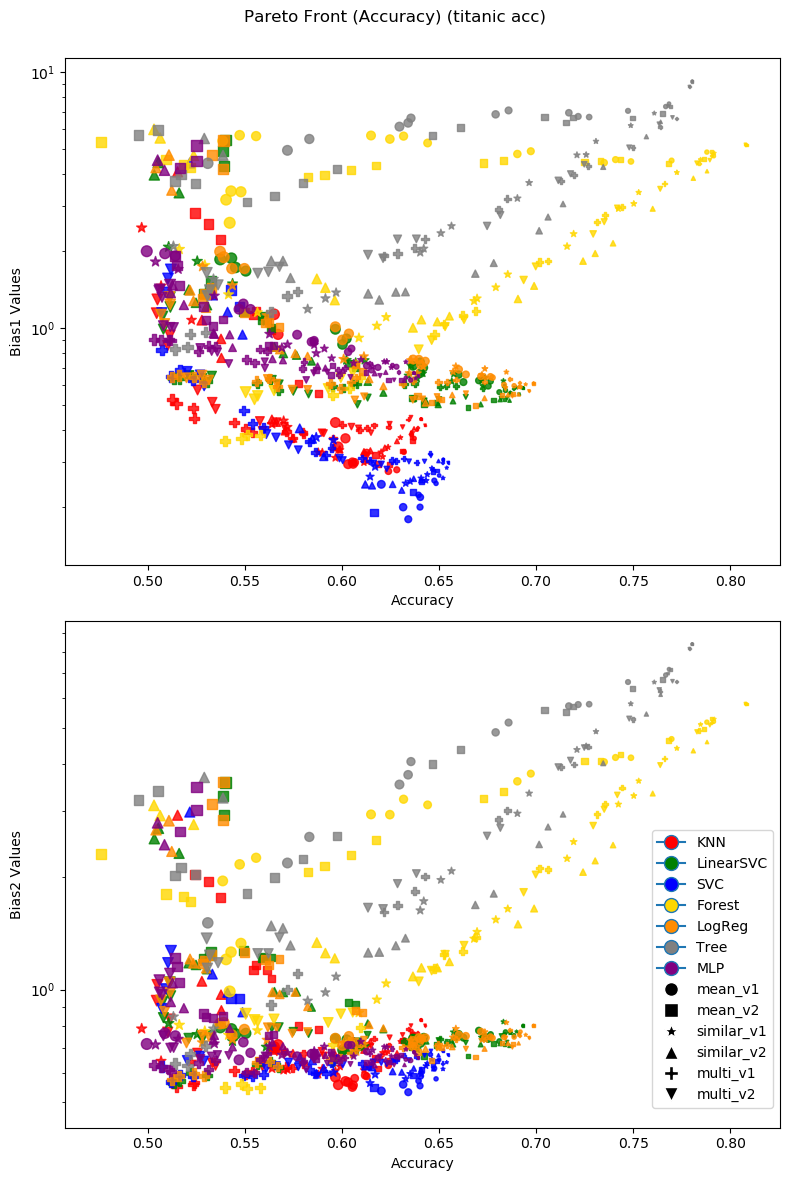 Pareto Front (Accuracy) (titanic acc)
10¹
10⁰
Bias1 Values
0.50 0.55 0.60 0.65 0.70 0.75 0.80
Accuracy
10⁰
Bias2 Values
KNN
LinearSVC
SVC
Forest
LogReg
Tree
MLP
mean_v1
mean_v2
similar_v1
similar_v2
multi_v1
multi_v2
0.50 0.55 0.60 0.65 0.70 0.75 0.80
Accuracy